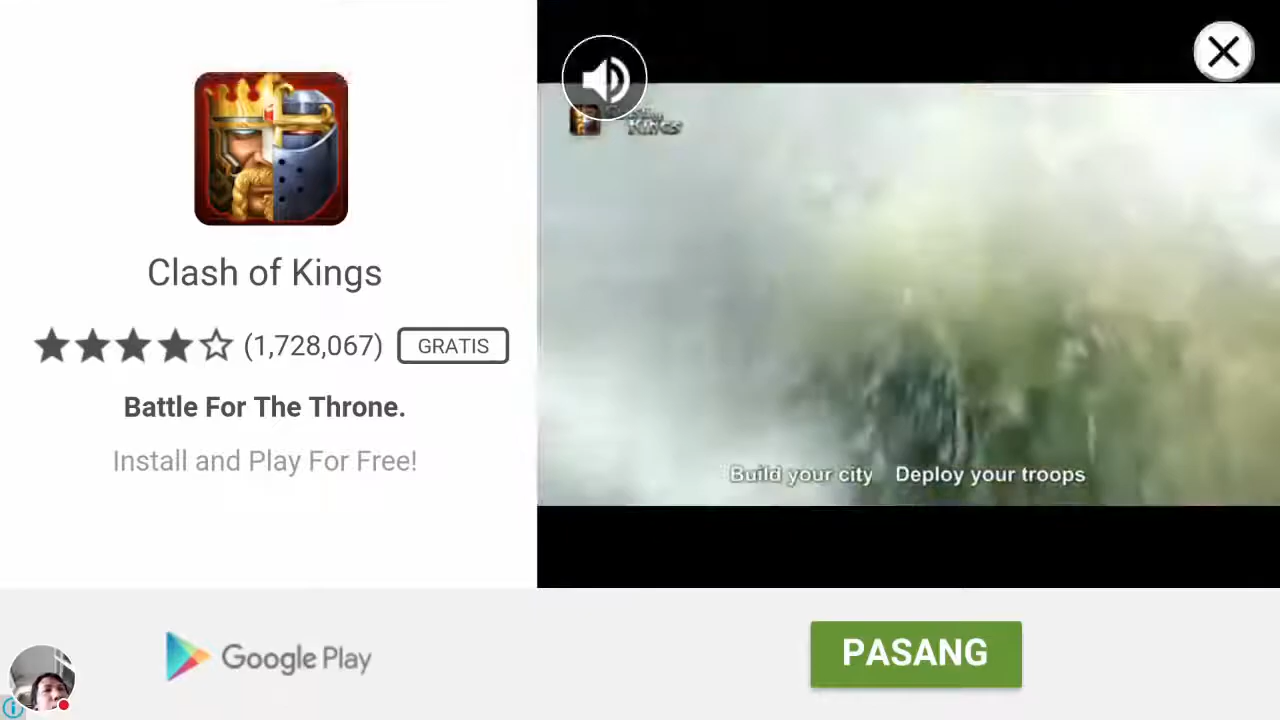 Clash of Kings
(1,728,067) GRATIS
Battle For The Throne.
Install and Play For Free!
KINGS
Build your city Deploy your troops
Google Play
PASANG